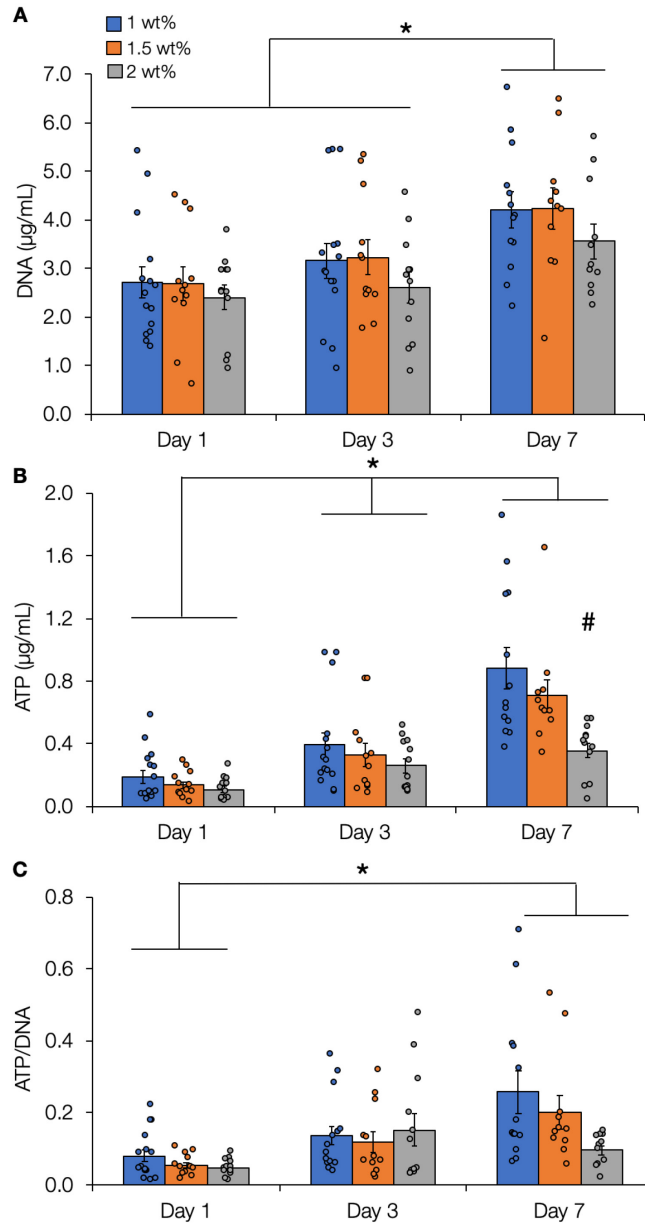 A
1 wt%
1.5 wt%
2 wt%
*
7.0
6.0
5.0
4.0
3.0
2.0
1.0
0.0
DNA (µg/mL)
Day 1 Day 3 Day 7
B
*
2.0
1.6
1.2
0.8
0.4
0.0
ATP (µg/mL)
#
Day 1 Day 3 Day 7
C
*
0.8
0.6
0.4
0.2
0.0
ATP/DNA
Day 1 Day 3 Day 7